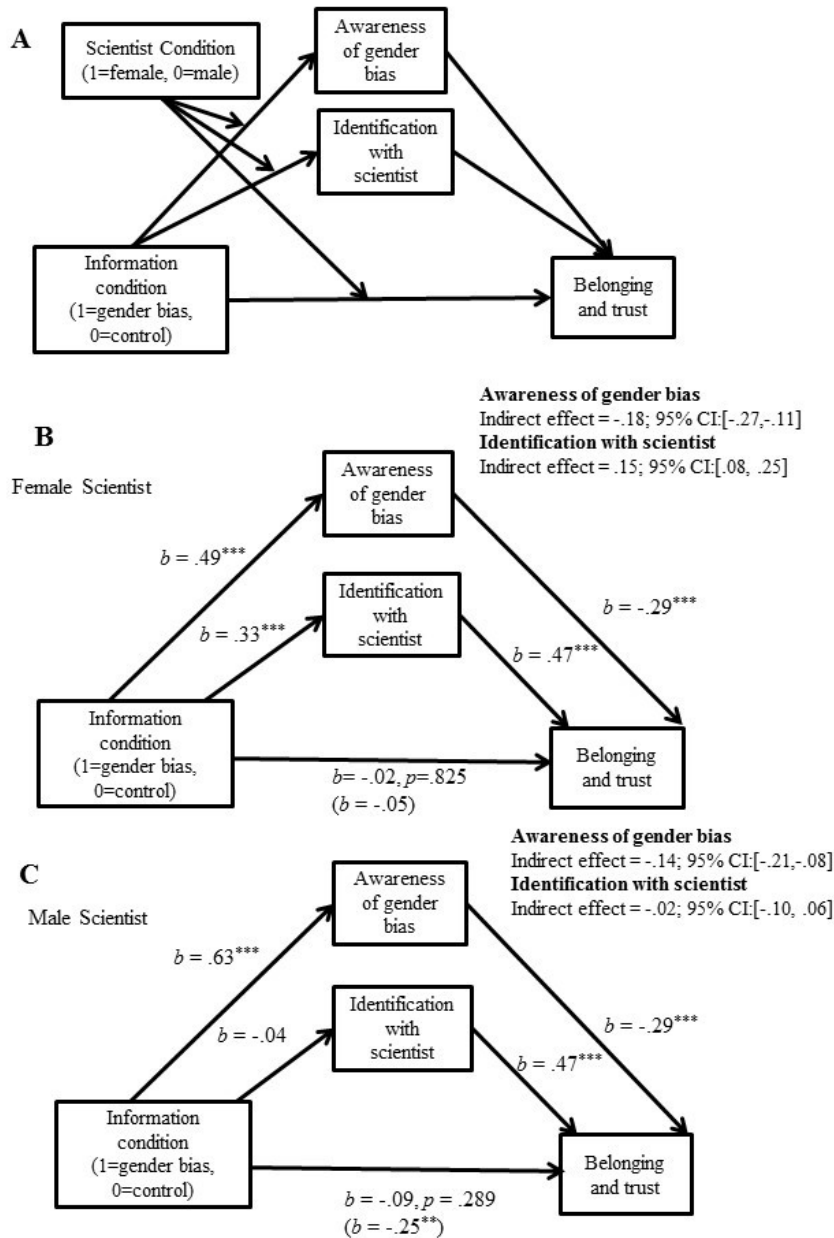 A
Scientist Condition
(1=female, 0=male)
Awareness
of gender
bias
Identification
with
scientist
Information
condition
(1=gender bias,
0=control)
Belonging
and trust
B
Female Scientist
Awareness of gender bias
Indirect effect = -.18; 95% CI:[-.27,-.11]
Identification with scientist
Indirect effect = .15; 95% CI:[.08, .25]
Awareness
of gender
bias
b = .49***
Identification
with
scientist
b = .33***
b = -.29***
b = .47***
Information
condition
(1=gender bias,
0=control)
Belonging
and trust
b= -.02, p=.825
(b = -.05)
C
Male Scientist
Awareness of gender bias
Indirect effect = -.14; 95% CI:[-.21,-.08]
Identification with scientist
Indirect effect = -.02; 95% CI:[-.10, .06]
Awareness
of gender
bias
b = .63***
Identification
with
scientist
b = -.04
b = -.29***
b = .47***
Information
condition
(1=gender bias,
0=control)
Belonging
and trust
b = -.09, p = .289
(b = -.25**)